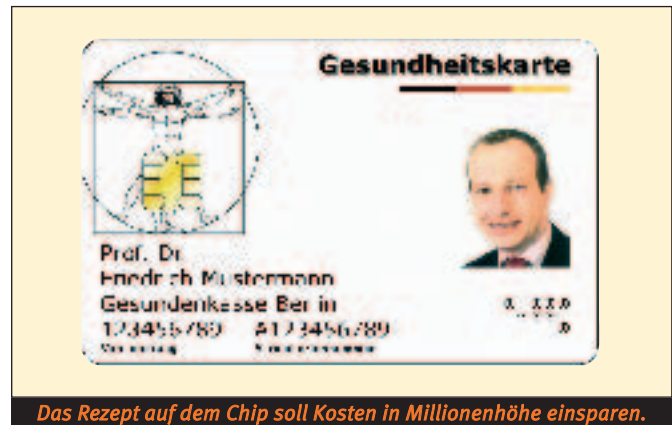 Gesundheitskarte
Prof. Dr.
Friedrich Mustermann
Gesundenkasse Berlin
123456789 A123456789
Das Rezept auf dem Chip soll Kosten in Millionenhöhe einsparen.